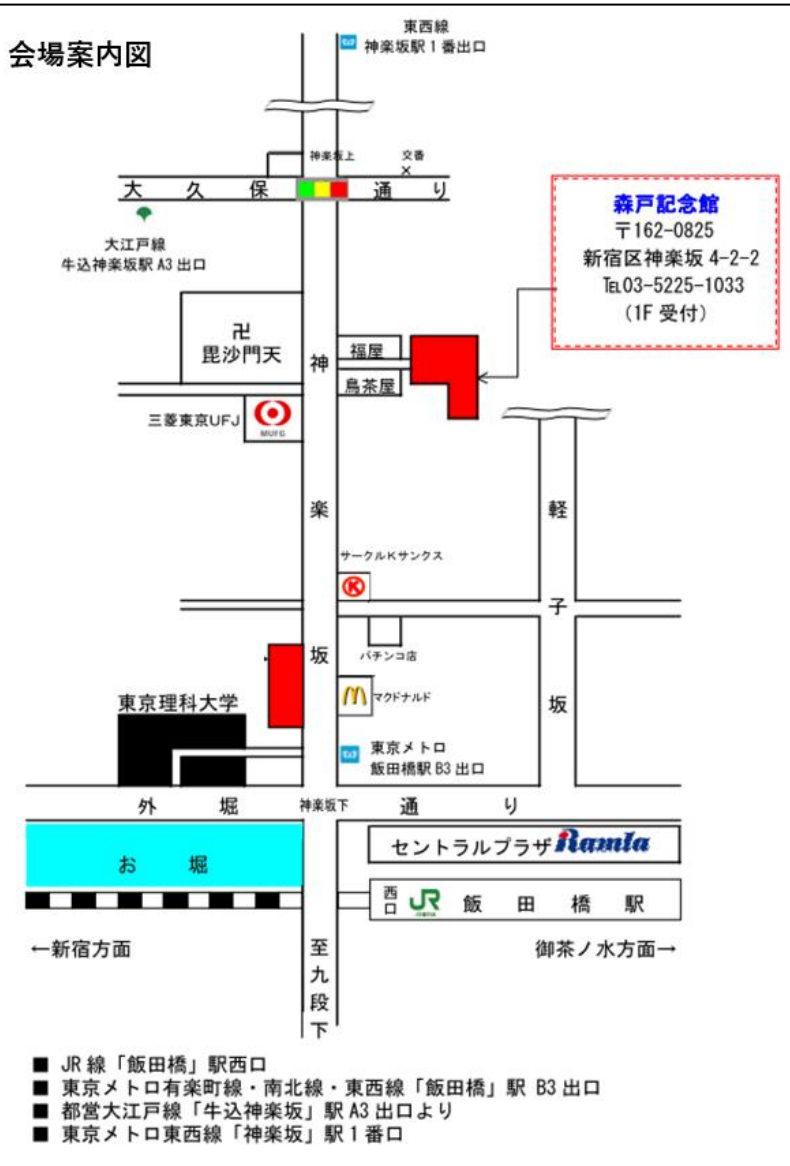 東西線
神楽坂駅1番出口
会場案内図
神楽坂上
交番
×
大久保通り
大江戸線
牛込神楽坂駅A3出口
森戸記念館
〒162-0825
新宿区神楽坂 4-2-2
℡03-5225-1033
(1F 受付)
卍
毘沙門天
福屋
鳥茶屋
三菱東京UFJ
MUFG
神楽坂
軽子坂
サークルKサンクス
K
パチンコ店
マクドナルド
東京理科大学
東京メトロ
飯田橋駅 B3 出口
外堀通り
神楽坂下
お堀
セントラルプラザ Ramla
西口
JR 飯田橋駅
←新宿方面
御茶ノ水方面→
至九段下
■ JR線「飯田橋」駅西口
■ 東京メトロ有楽町線・南北線・東西線「飯田橋」駅 B3 出口
■ 都営大江戸線「牛込神楽坂」駅 A3 出口より
■ 東京メトロ東西線「神楽坂」駅1番口